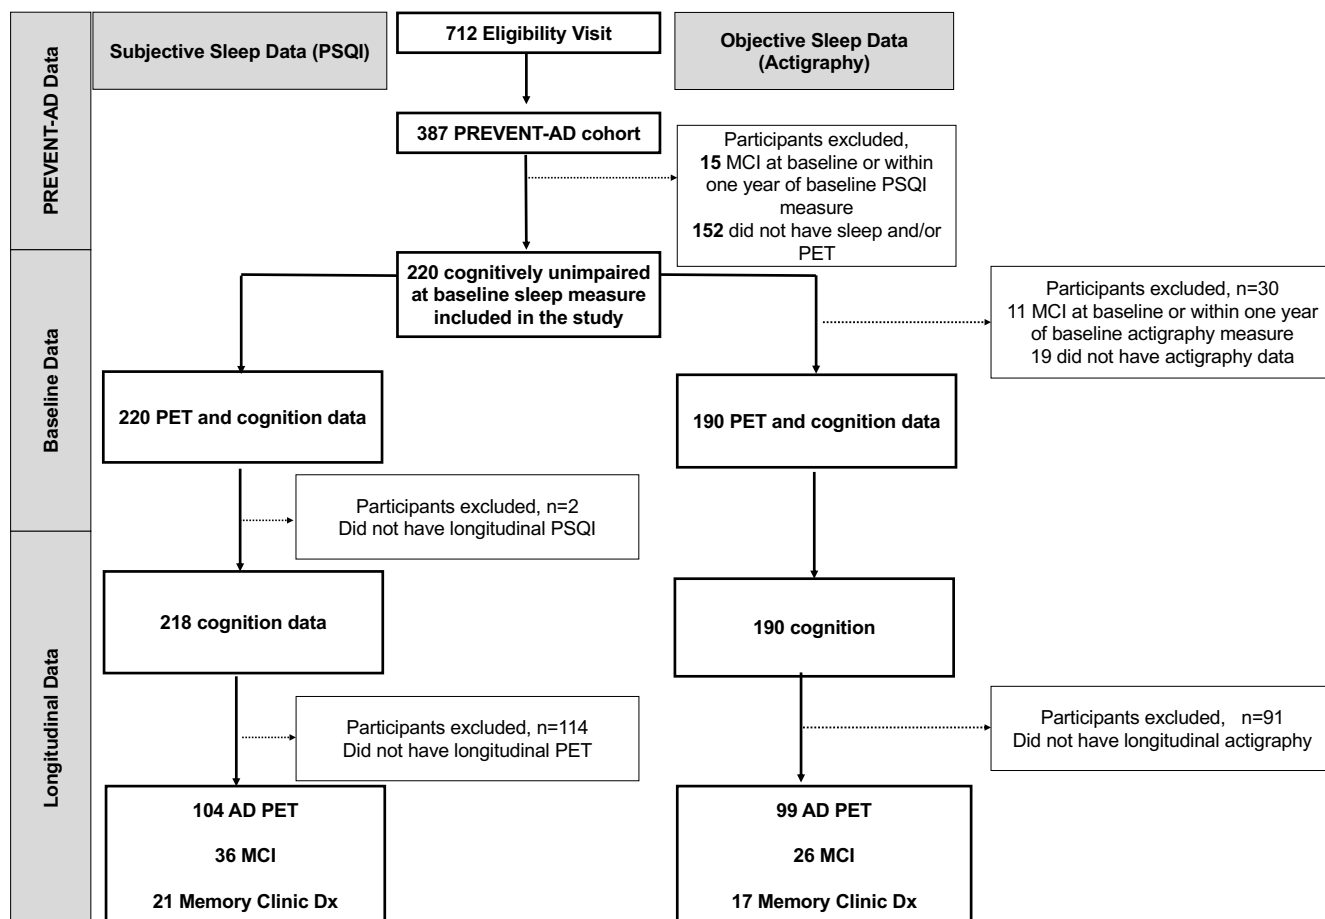 PREVENT-AD Data
Subjective Sleep Data (PSQI)
712 Eligibility Visit
Objective Sleep Data
(Actigraphy)
387 PREVENT-AD cohort
Participants excluded,
15 MCI at baseline or within
one year of baseline PSQI
measure
152 did not have sleep and/or
PET
Baseline Data
220 cognitively unimpaired
at baseline sleep measure
included in the study
Participants excluded, n=30
11 MCI at baseline or within one year
of baseline actigraphy measure
19 did not have actigraphy data
220 PET and cognition data
190 PET and cognition data
Participants excluded, n=2
Did not have longitudinal PSQI
Longitudinal Data
218 cognition data
190 cognition
Participants excluded, n=114
Did not have longitudinal PET
Participants excluded, n=91
Did not have longitudinal actigraphy
104 AD PET
36 MCI
21 Memory Clinic Dx
99 AD PET
26 MCI
17 Memory Clinic Dx